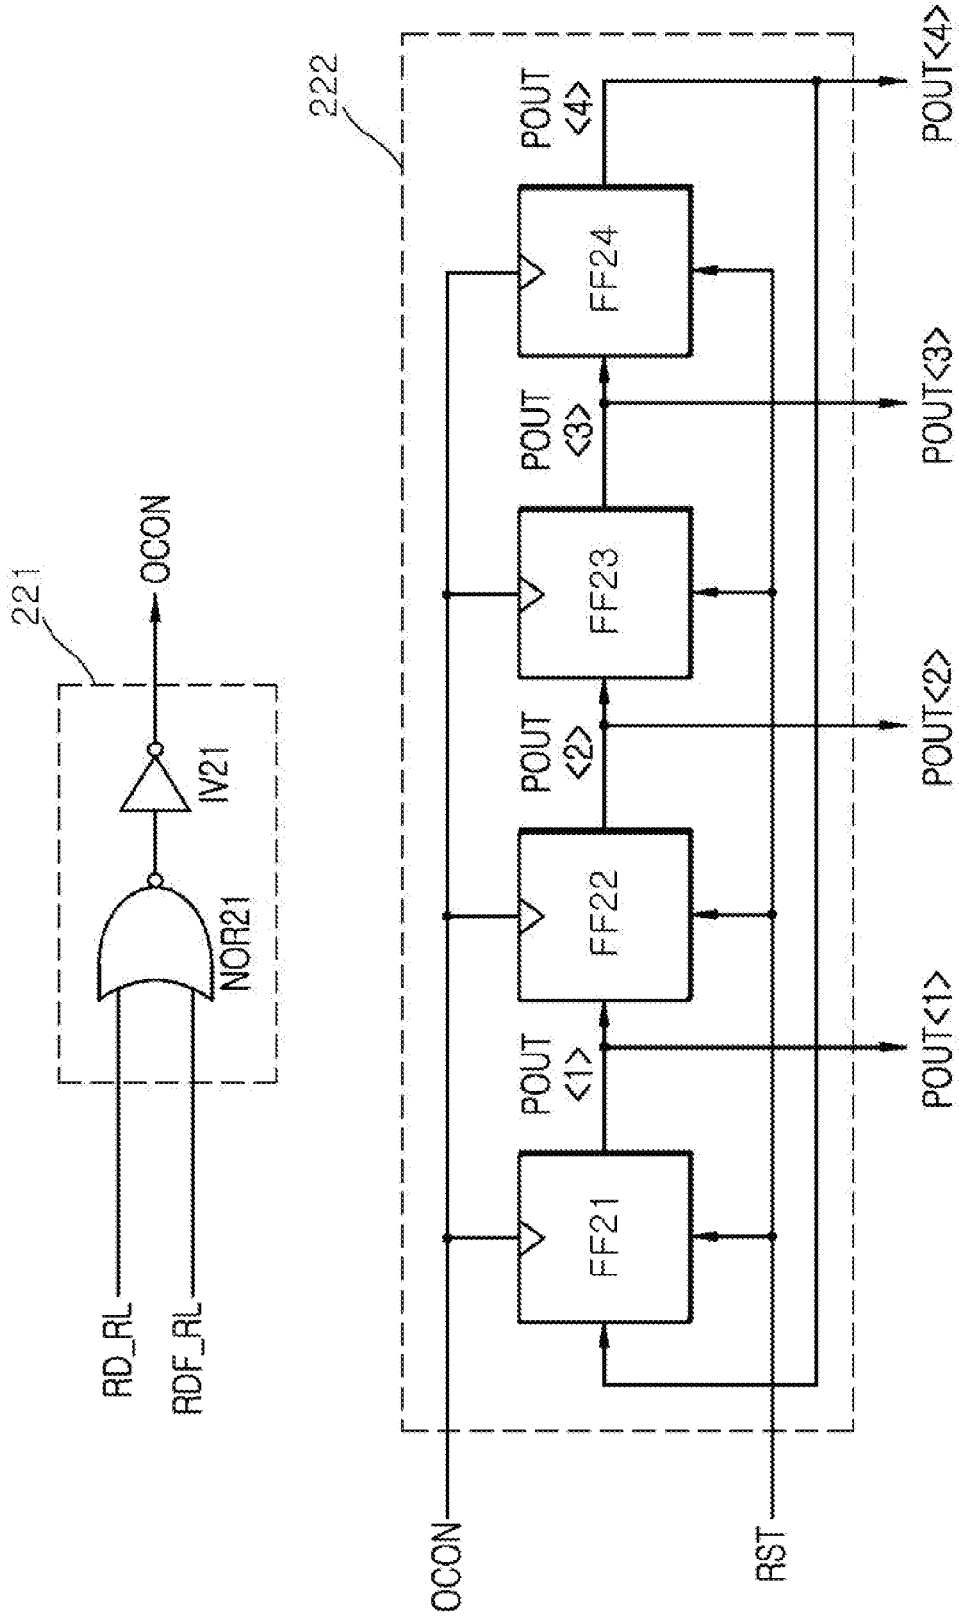 221
RD_RL
RDF_RL
NOR21
IV21
OCON
222
OCON
RST
FF21
POUT
<1>
FF22
POUT
<2>
FF23
POUT
<3>
FF24
POUT
<4>
POUT<1>
POUT<2>
POUT<3>
POUT<4>